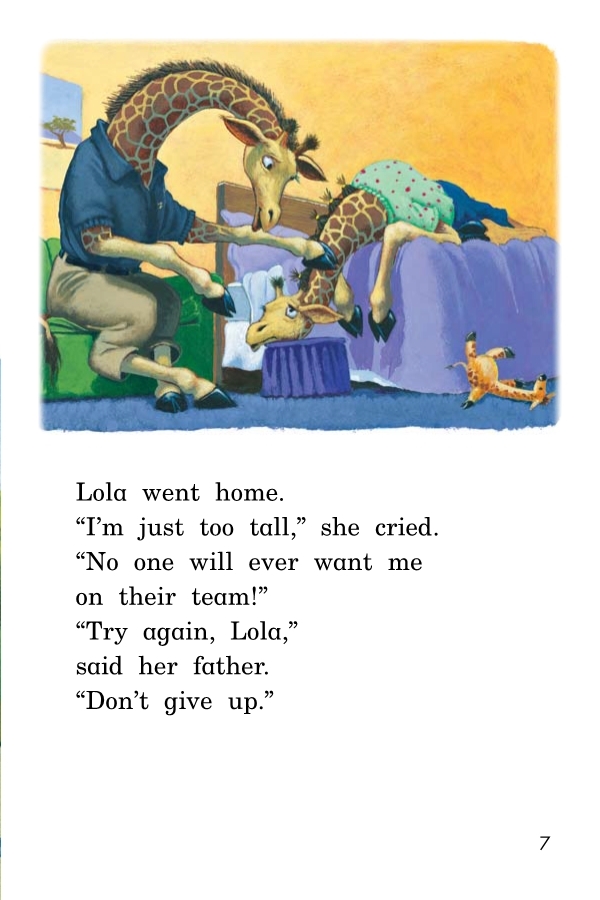 Lola went home.
“I’m just too tall,” she cried.
“No one will ever want me
on their team!”
“Try again, Lola,”
said her father.
“Don’t give up.”
7